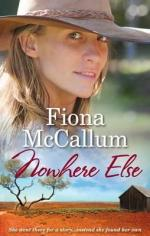 Fiona
McCallum
Nowhere Else
She went there for a story...instead she found her own